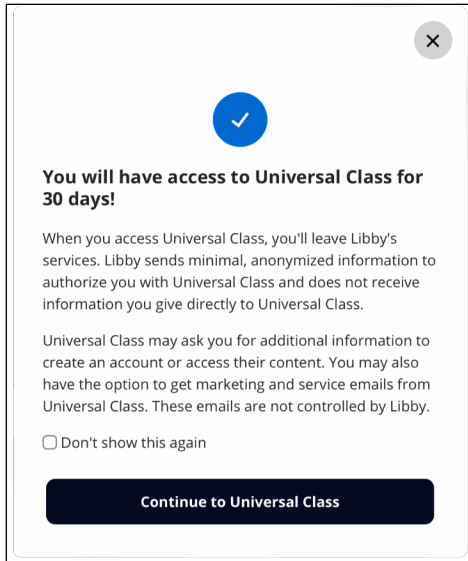 You will have access to Universal Class for
30 days!
When you access Universal Class, you'll leave Libby's
services. Libby sends minimal, anonymized information to
authorize you with Universal Class and does not receive
information you give directly to Universal Class.
Universal Class may ask you for additional information to
create an account or access their content. You may also
have the option to get marketing and service emails from
Universal Class. These emails are not controlled by Libby.
Don't show this again
Continue to Universal Class